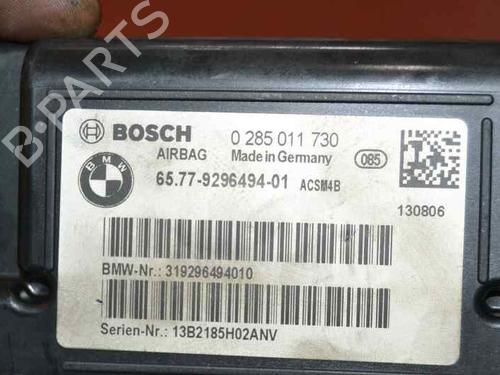 B-PARTS
BOSCH 0 285 011 730
AIRBAG Made in Germany 085
BMW 65.77-9296494-01 ACSM4B
130806
BMW-Nr.: 319296494010
Serien-Nr.: 13B2185H02ANV